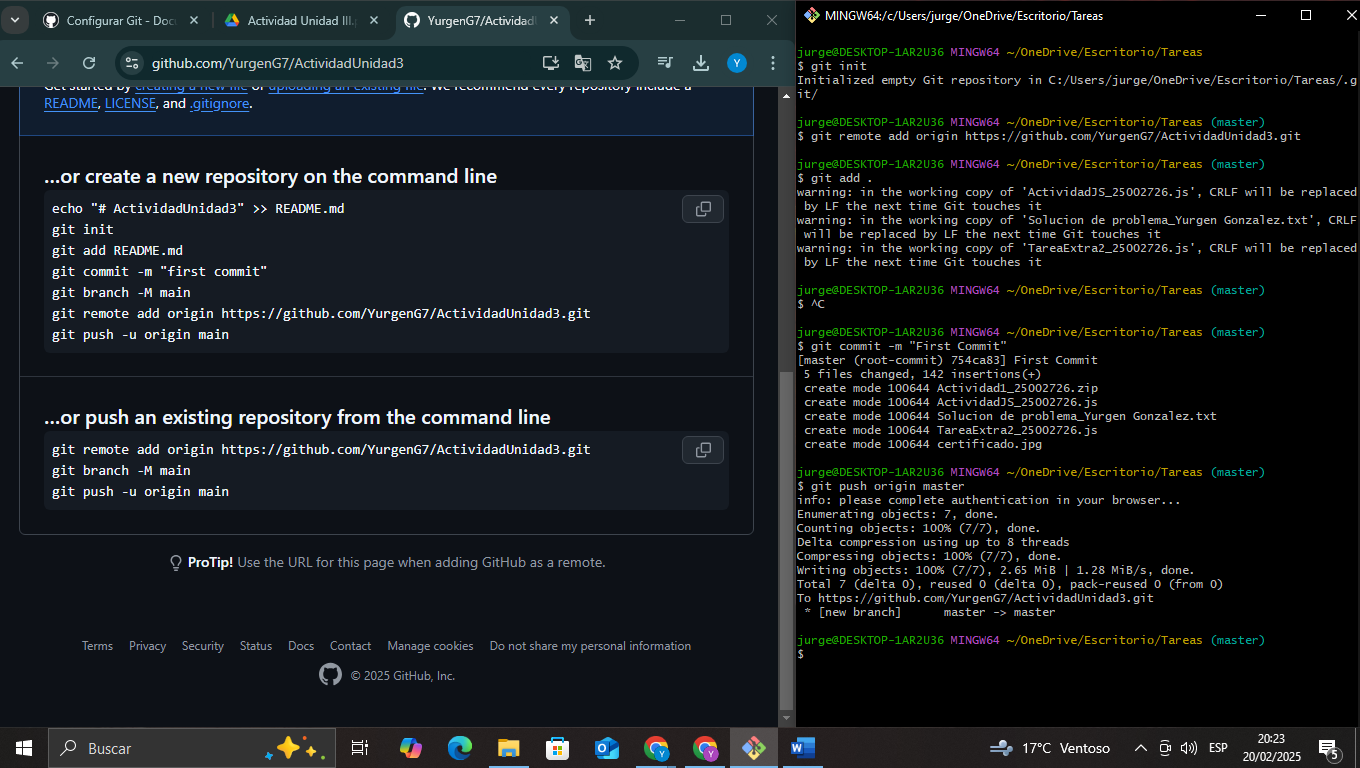 Configurar Git - Docu
Actividad Unidad III.
YurgenG7/Actividad
github.com/YurgenG7/ActividadUnidad3
Y
Get started by creating a new file or uploading an existing file. We recommend every repository include a
README, LICENSE, and .gitignore.
…or create a new repository on the command line
echo "# ActividadUnidad3" >> README.md
git init
git add README.md
git commit -m "first commit"
git branch -M main
git remote add origin https://github.com/YurgenG7/ActividadUnidad3.git
git push -u origin main
…or push an existing repository from the command line
git remote add origin https://github.com/YurgenG7/ActividadUnidad3.git
git branch -M main
git push -u origin main
ProTip! Use the URL for this page when adding GitHub as a remote.
Terms Privacy Security Status Docs Contact Manage cookies Do not share my personal information
© 2025 GitHub, Inc.
MINGW64:/c/Users/jurge/OneDrive/Escritorio/Tareas
jurge@DESKTOP-1AR2U36 MINGW64 ~/OneDrive/Escritorio/Tareas
$ git init
Initialized empty Git repository in C:/Users/jurge/OneDrive/Escritorio/Tareas/.g
it/
jurge@DESKTOP-1AR2U36 MINGW64 ~/OneDrive/Escritorio/Tareas (master)
$ git remote add origin https://github.com/YurgenG7/ActividadUnidad3.git
jurge@DESKTOP-1AR2U36 MINGW64 ~/OneDrive/Escritorio/Tareas (master)
$ git add .
warning: in the working copy of 'ActividadJS_25002726.js', CRLF will be replaced
by LF the next time Git touches it
warning: in the working copy of 'Solucion de problema_Yurgen Gonzalez.txt', CRLF
will be replaced by LF the next time Git touches it
warning: in the working copy of 'TareaExtra2_25002726.js', CRLF will be replaced
by LF the next time Git touches it
jurge@DESKTOP-1AR2U36 MINGW64 ~/OneDrive/Escritorio/Tareas (master)
$ ^C
jurge@DESKTOP-1AR2U36 MINGW64 ~/OneDrive/Escritorio/Tareas (master)
$ git commit -m "First Commit"
[master (root-commit) 754ca83] First Commit
5 files changed, 142 insertions(+)
create mode 100644 Actividad1_25002726.zip
create mode 100644 ActividadJS_25002726.js
create mode 100644 Solucion de problema_Yurgen Gonzalez.txt
create mode 100644 TareaExtra2_25002726.js
create mode 100644 certificado.jpg
jurge@DESKTOP-1AR2U36 MINGW64 ~/OneDrive/Escritorio/Tareas (master)
$ git push origin master
info: please complete authentication in your browser...
Enumerating objects: 7, done.
Counting objects: 100% (7/7), done.
Delta compression using up to 8 threads
Compressing objects: 100% (7/7), done.
Writing objects: 100% (7/7), 2.65 MiB | 1.28 MiB/s, done.
Total 7 (delta 0), reused 0 (delta 0), pack-reused 0 (from 0)
To https://github.com/YurgenG7/ActividadUnidad3.git
* [new branch] master -> master
jurge@DESKTOP-1AR2U36 MINGW64 ~/OneDrive/Escritorio/Tareas (master)
$
Buscar
17°C Ventoso
ESP
20:23
20/02/2025
5